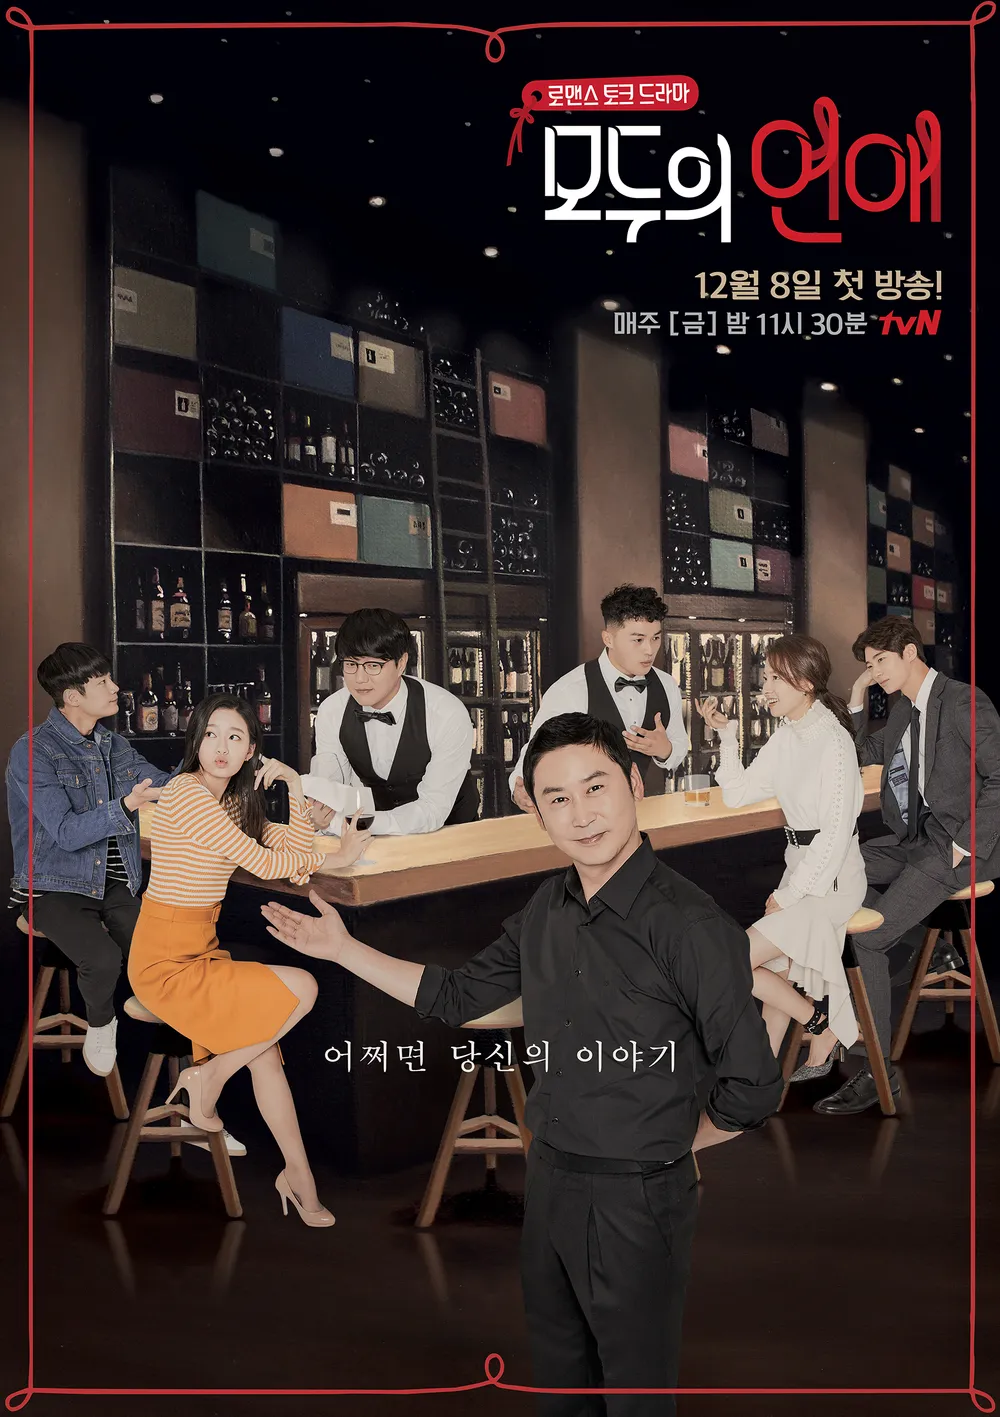 로맨스 토크 드라마
모두의 연애
12월 8일 첫 방송!
매주 [금] 밤 11시 30분 tvN
어쩌면 당신의 이야기